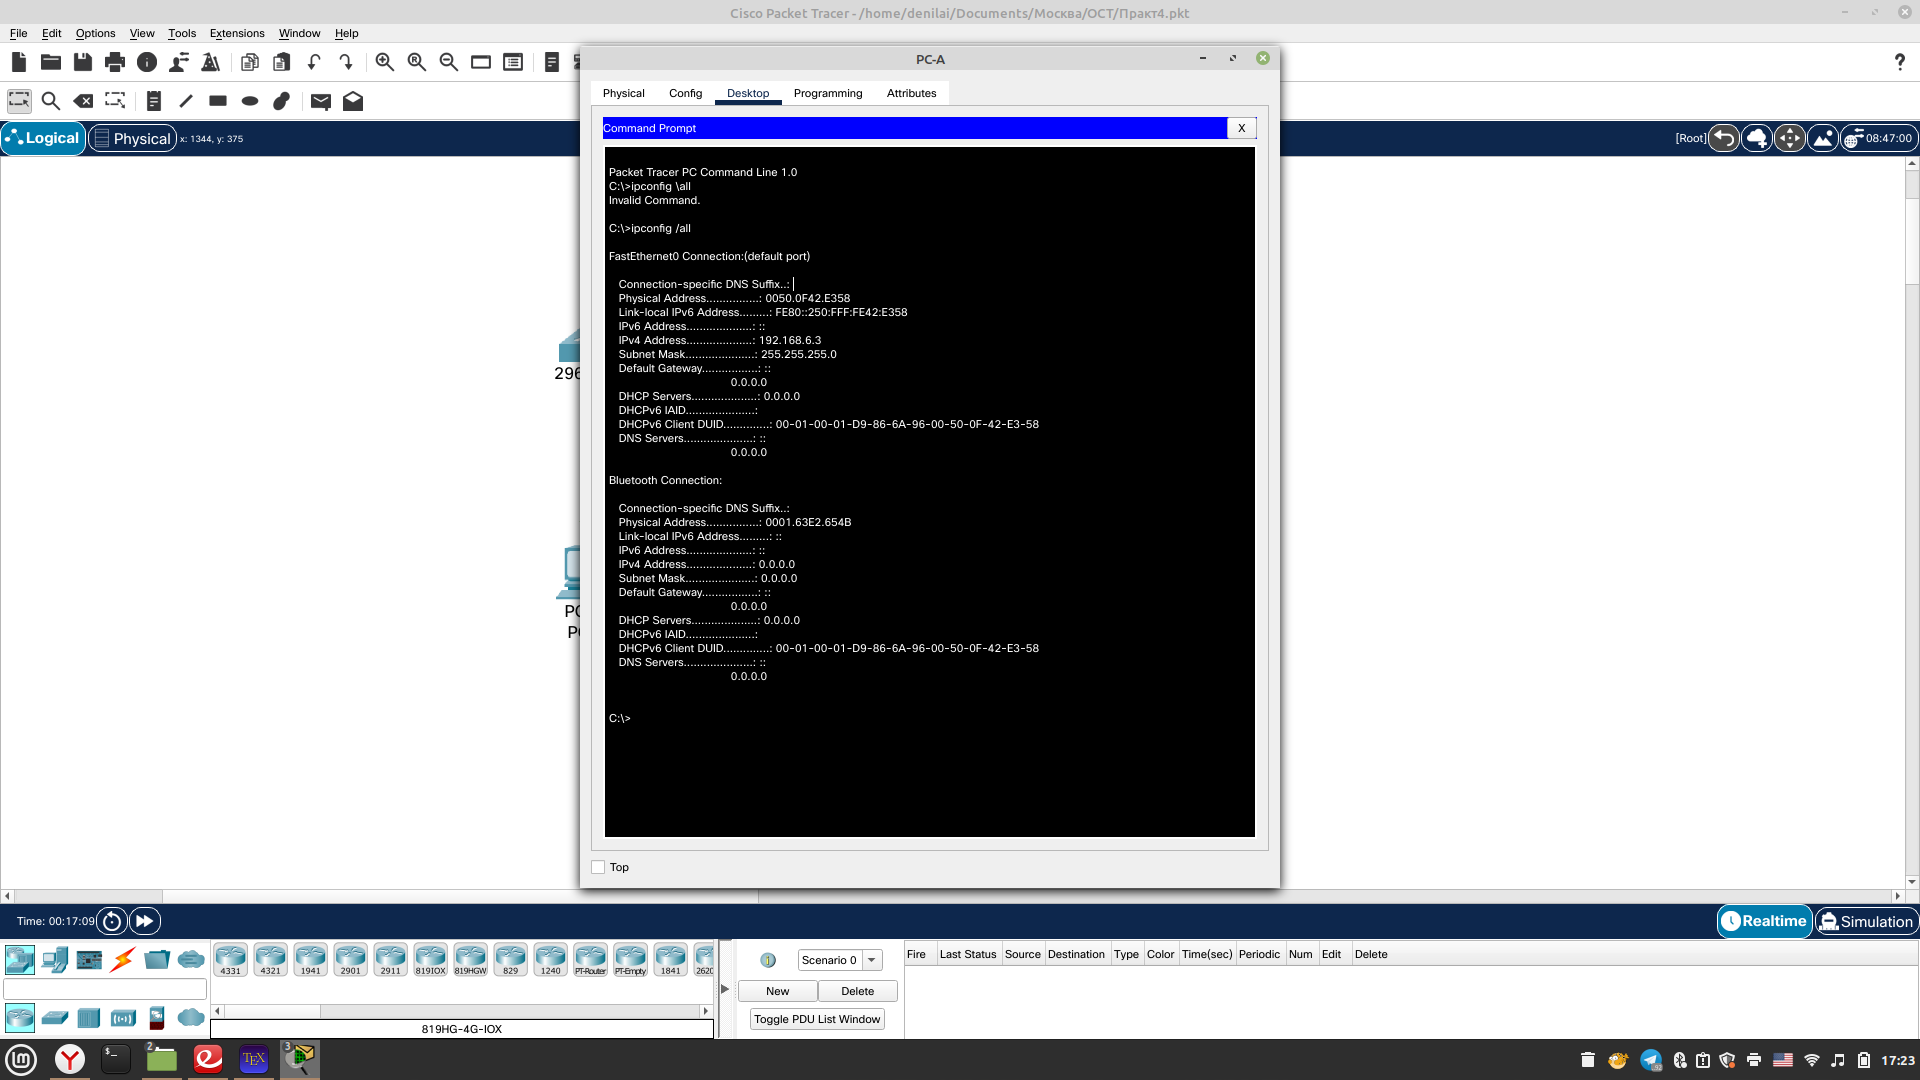 Cisco Packet Tracer - /home/denilai/Documents/Москва/ОСТ/Практ4.pkt
File Edit Options View Tools Extensions Window Help
PC-A
Physical Config Desktop Programming Attributes
Logical Physical x: 1344, y: 375
[Root] 08:47:00
Command Prompt X
Packet Tracer PC Command Line 1.0
C:\>ipconfig \all
Invalid Command.
C:\>ipconfig /all
FastEthernet0 Connection:(default port)
Connection-specific DNS Suffix..:
Physical Address................: 0050.0F42.E358
Link-local IPv6 Address.........: FE80::250:FFF:FE42:E358
IPv6 Address....................: ::
IPv4 Address....................: 192.168.6.3
Subnet Mask.....................: 255.255.255.0
Default Gateway.................: ::
0.0.0.0
DHCP Servers....................: 0.0.0.0
DHCPv6 IAID.....................:
DHCPv6 Client DUID..............: 00-01-00-01-D9-86-6A-96-00-50-0F-42-E3-58
DNS Servers.....................: ::
0.0.0.0
Bluetooth Connection:
Connection-specific DNS Suffix..:
Physical Address................: 0001.63E2.654B
Link-local IPv6 Address.........: ::
IPv6 Address....................: ::
IPv4 Address....................: 0.0.0.0
Subnet Mask.....................: 0.0.0.0
Default Gateway.................: ::
0.0.0.0
DHCP Servers....................: 0.0.0.0
DHCPv6 IAID.....................:
DHCPv6 Client DUID..............: 00-01-00-01-D9-86-6A-96-00-50-0F-42-E3-58
DNS Servers.....................: ::
0.0.0.0
C:\>
296
PC
PC
Top
Time: 00:17:09
Realtime Simulation
4331 4321 1941 2901 2911 819IOX 819HGW 829 1240 PT-Router PT-Empty 1841 2620
819HG-4G-IOX
Scenario 0
New Delete
Toggle PDU List Window
Fire Last Status Source Destination Type Color Time(sec) Periodic Num Edit Delete
lm Y $_ 2 TEX 3
17:23